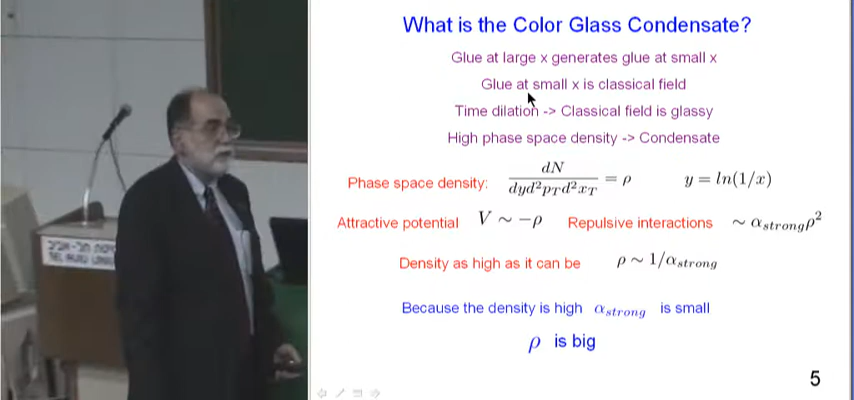 What is the Color Glass Condensate?
Glue at large x generates glue at small x
Glue at small x is classical field
Time dilation -> Classical field is glassy
High phase space density -> Condensate
Phase space density: dN / dyd²p_Td²x_T = ρ y = ln(1/x)
Attractive potential V ∼ −ρ Repulsive interactions ∼ α_strong ρ²
Density as high as it can be ρ ∼ 1/α_strong
Because the density is high α_strong is small
ρ is big
5